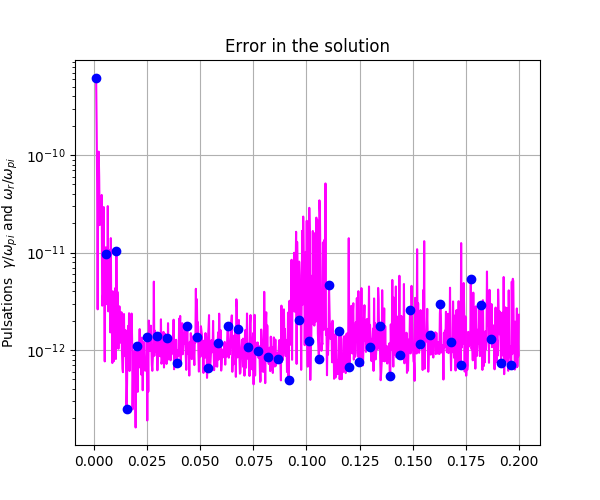 Error in the solution
Pulsations γ/ω_pi and ω_r/ω_pi
10^−10
10^−11
10^−12
0.000 0.025 0.050 0.075 0.100 0.125 0.150 0.175 0.200